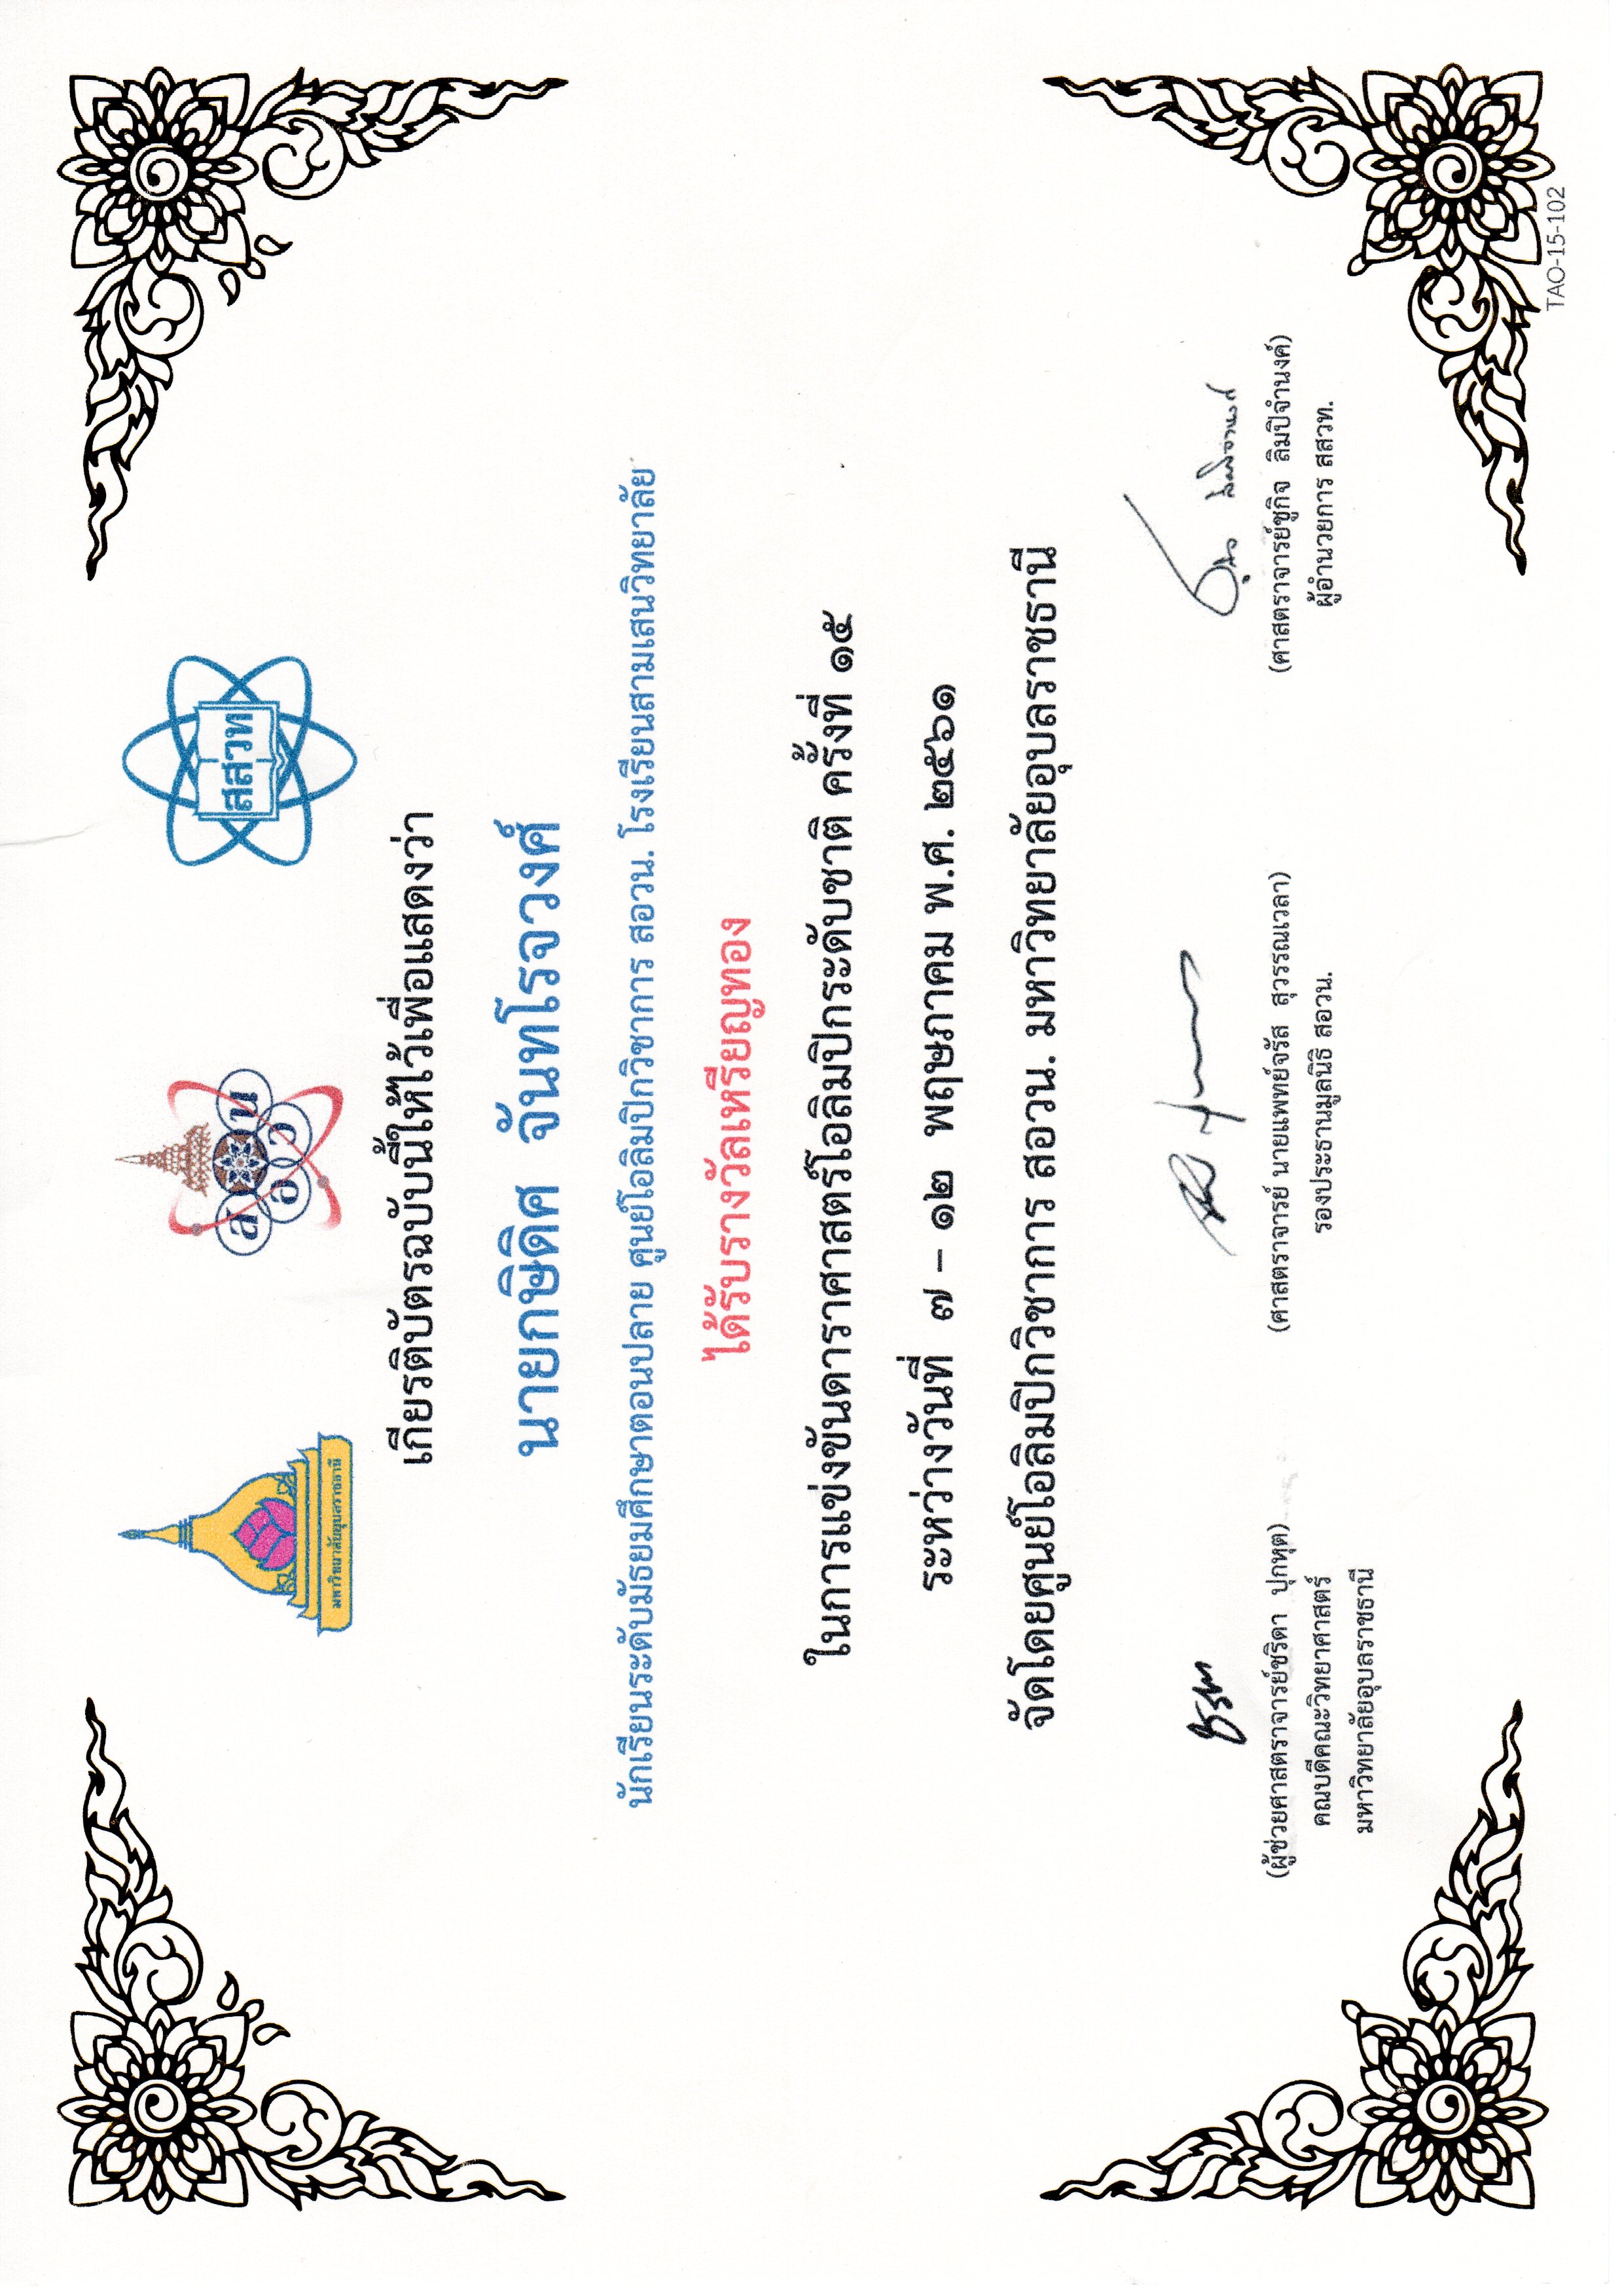 มหาวิทยาลัยอุบลราชธานี
ส อ ว น
สสวท
เกียรติบัตรฉบับนี้ให้ไว้เพื่อแสดงว่า
นายกษิดิศ จันทโรจวงศ์
นักเรียนระดับมัธยมศึกษาตอนปลาย ศูนย์โอลิมปิกวิชาการ สอวน. โรงเรียนสามเสนวิทยาลัย
ได้รับรางวัลเหรียญทอง
ในการแข่งขันดาราศาสตร์โอลิมปิกระดับชาติ ครั้งที่ ๑๕
ระหว่างวันที่ ๗ – ๑๒ พฤษภาคม พ.ศ. ๒๕๖๑
จัดโดยศูนย์โอลิมปิกวิชาการ สอวน. มหาวิทยาลัยอุบลราชธานี
(ผู้ช่วยศาสตราจารย์ชริดา ปุกหุต)
คณบดีคณะวิทยาศาสตร์
มหาวิทยาลัยอุบลราชธานี
(ศาสตราจารย์ นายแพทย์จรัส สุวรรณเวลา)
รองประธานมูลนิธิ สอวน.
(ศาสตราจารย์ชูกิจ ลิมปิจำนงค์)
ผู้อำนวยการ สสวท.
TAO-15-102